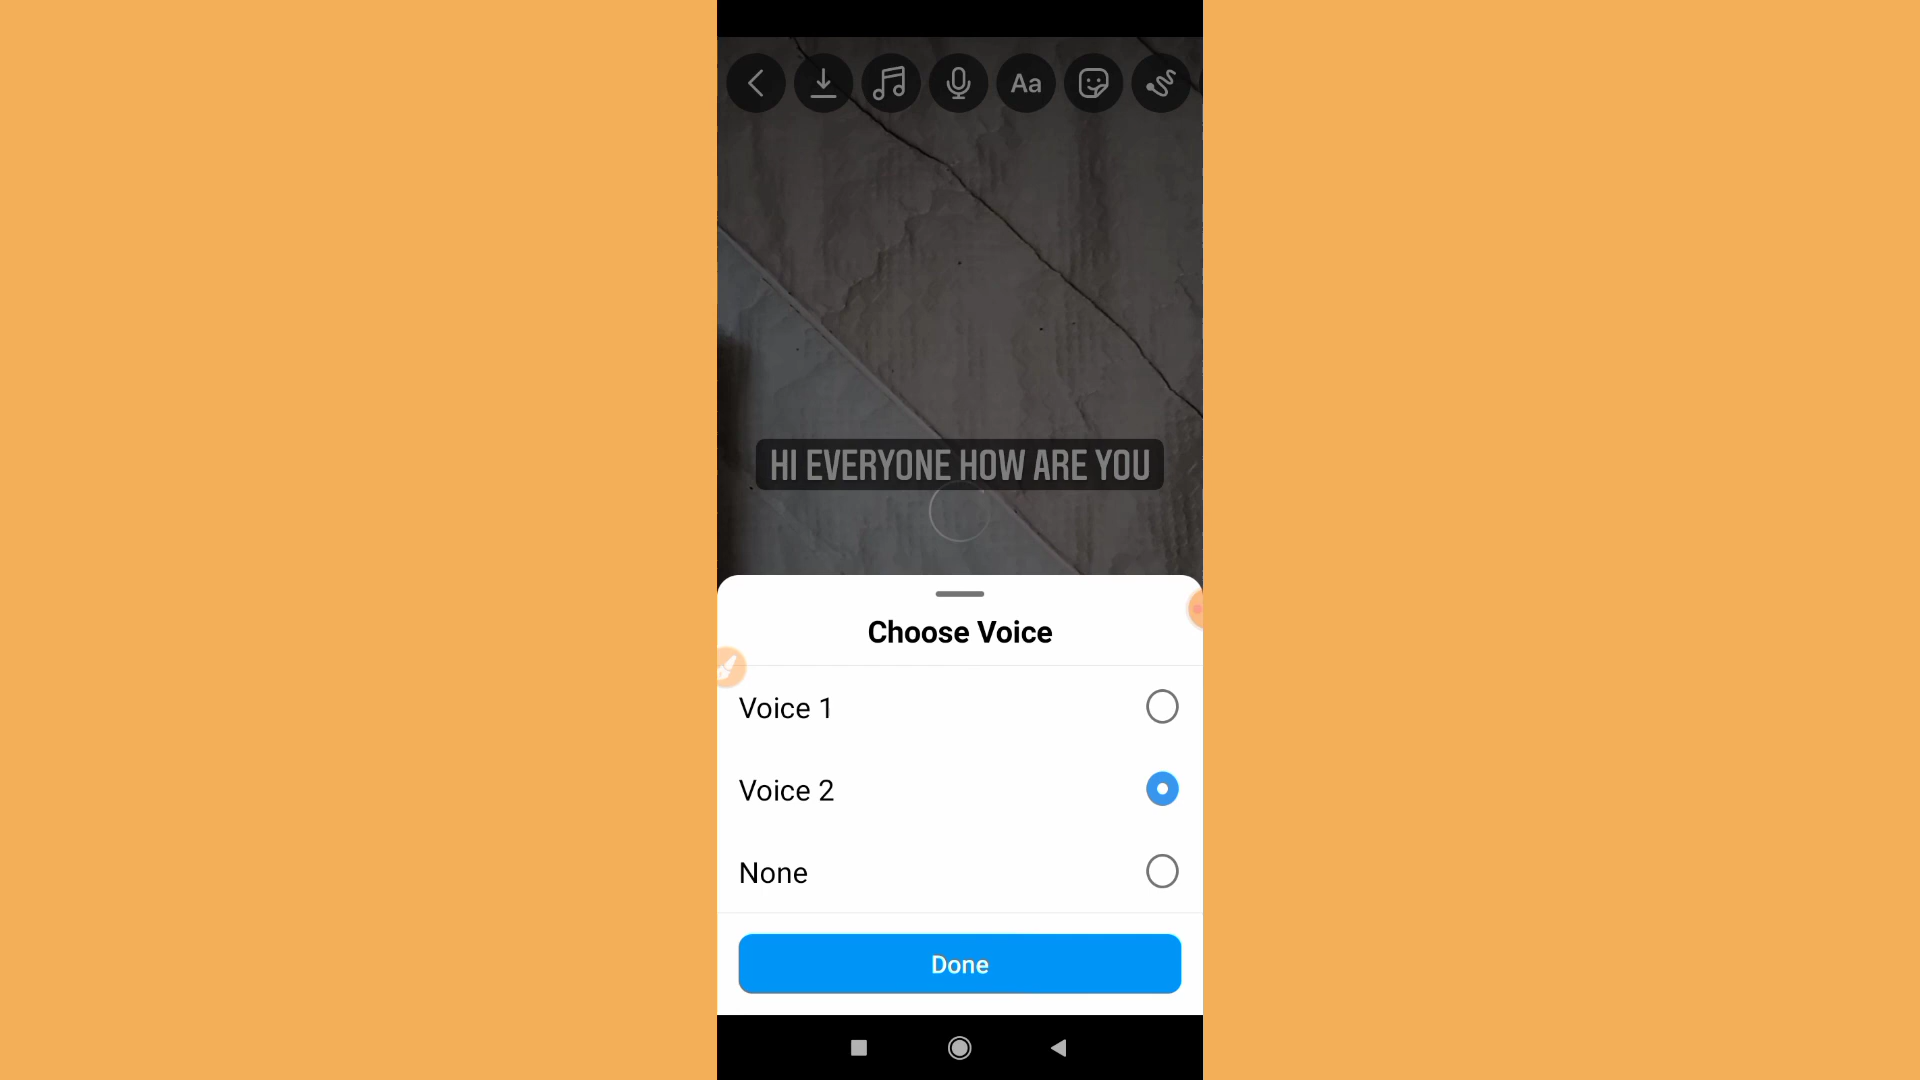 Aa
HI EVERYONE HOW ARE YOU
Choose Voice
Voice 1
Voice 2
None
Done